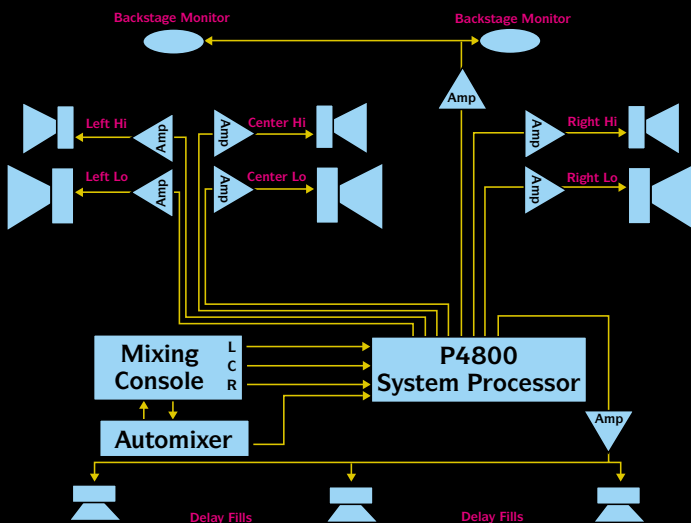 Backstage Monitor
Backstage Monitor
Amp
Left Hi
Amp
Amp
Center Hi
Amp
Right Hi
Left Lo
Amp
Amp
Center Lo
Amp
Right Lo
Mixing
Console
L
C
R
P4800
System Processor
Automixer
Amp
Delay Fills
Delay Fills